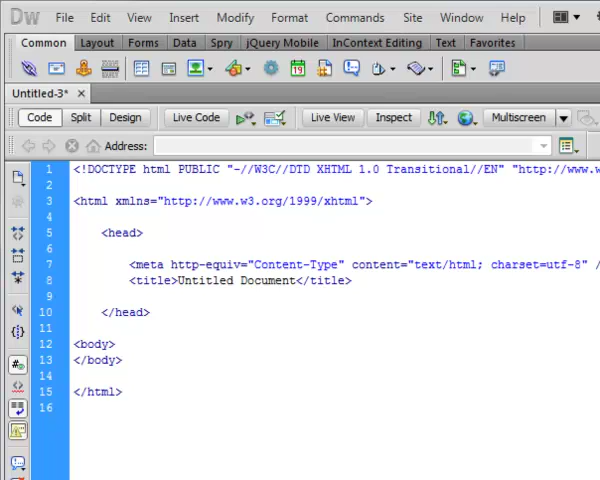 Dw File Edit View Insert Modify Format Commands Site Window Help
Common Layout Forms Data Spry jQuery Mobile InContext Editing Text Favorites
Untitled-3* ×
Code Split Design Live Code Live View Inspect Multiscreen
Address:
1 <!DOCTYPE html PUBLIC "-//W3C//DTD XHTML 1.0 Transitional//EN" "http://www.w
2
3 <html xmlns="http://www.w3.org/1999/xhtml">
4
5 <head>
6
7 <meta http-equiv="Content-Type" content="text/html; charset=utf-8" /
8 <title>Untitled Document</title>
9
10 </head>
11
12 <body>
13 </body>
14
15 </html>
16